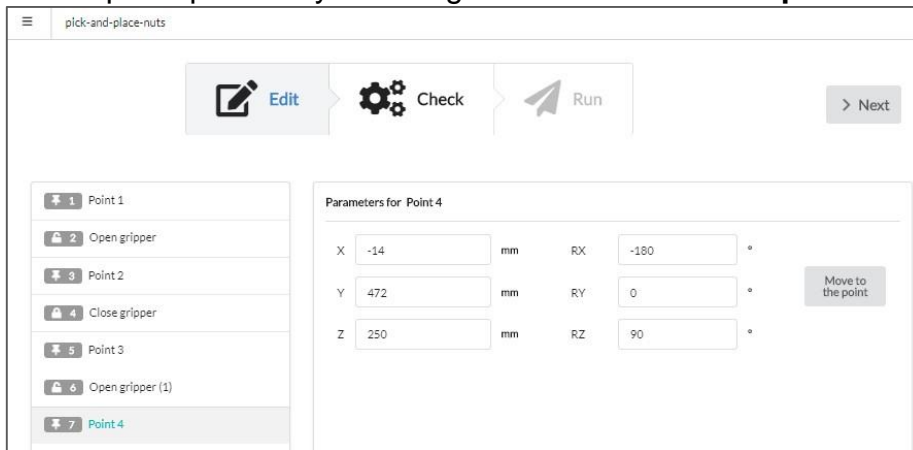 pick-and-place-nuts
Edit
Check
Run
> Next
1 Point 1
2 Open gripper
3 Point 2
4 Close gripper
5 Point 3
6 Open gripper (1)
7 Point 4
Parameters for Point 4
X -14 mm RX -180 °
Y 472 mm RY 0 °
Z 250 mm RZ 90 °
Move to
the point